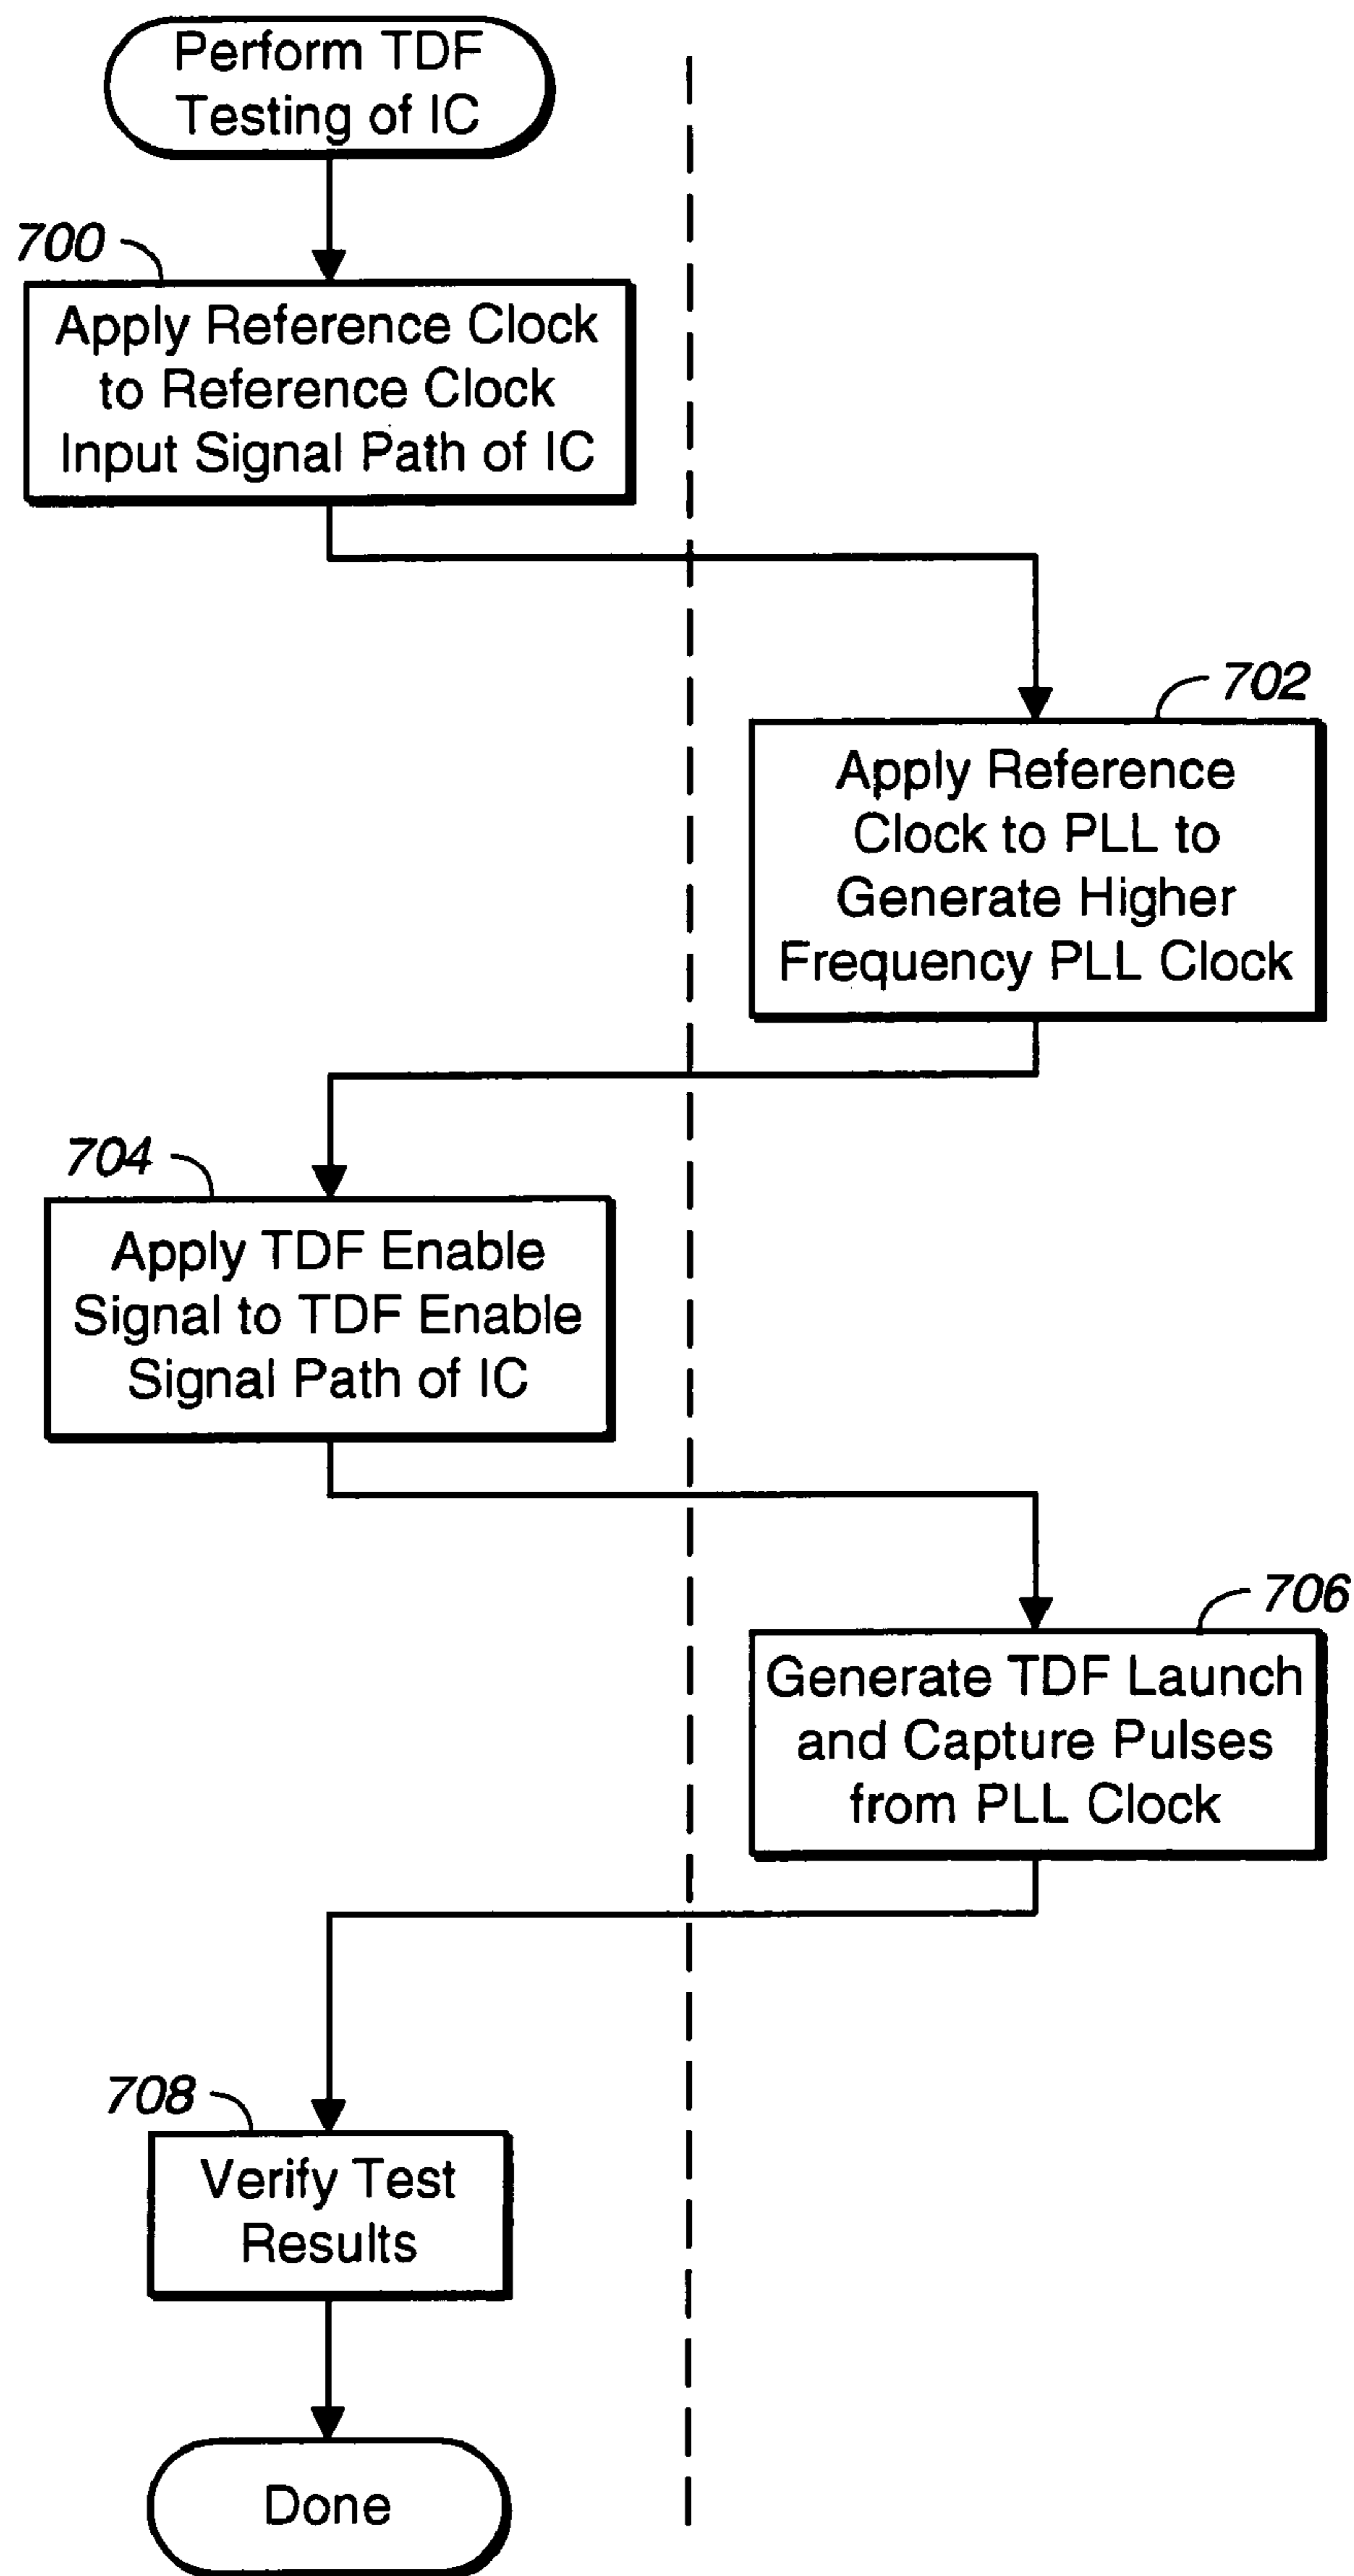 Perform TDF
Testing of IC
700
Apply Reference Clock
to Reference Clock
Input Signal Path of IC
702
Apply Reference
Clock to PLL to
Generate Higher
Frequency PLL Clock
704
Apply TDF Enable
Signal to TDF Enable
Signal Path of IC
706
Generate TDF Launch
and Capture Pulses
from PLL Clock
708
Verify Test
Results
Done